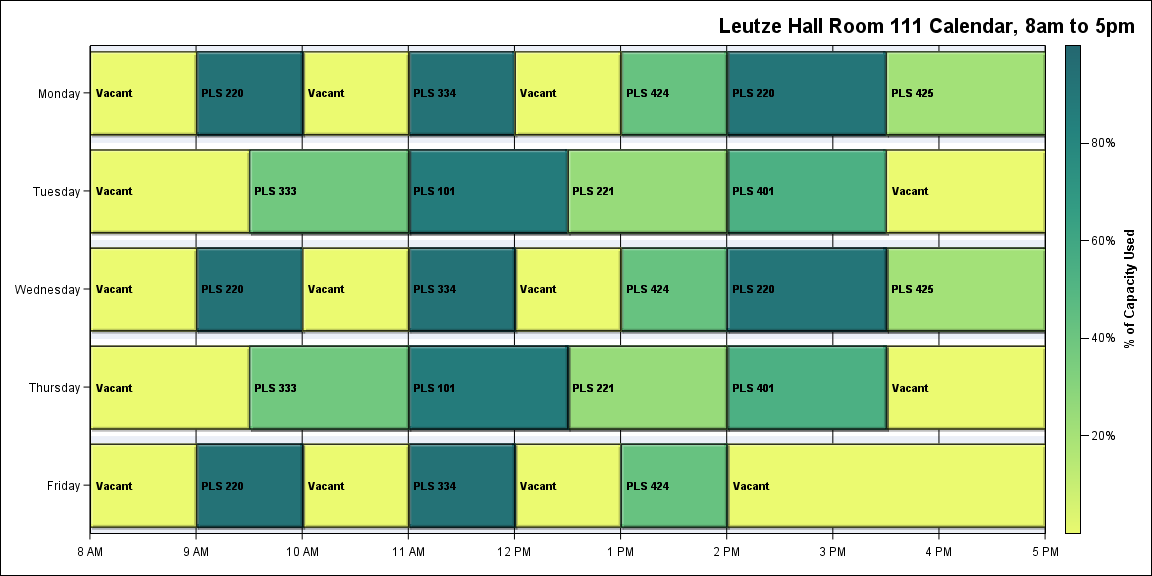 Leutze Hall Room 111 Calendar, 8am to 5pm
Monday
Vacant
PLS 220
Vacant
PLS 334
Vacant
PLS 424
PLS 220
PLS 425
Tuesday
Vacant
PLS 333
PLS 101
PLS 221
PLS 401
Vacant
Wednesday
Vacant
PLS 220
Vacant
PLS 334
Vacant
PLS 424
PLS 220
PLS 425
Thursday
Vacant
PLS 333
PLS 101
PLS 221
PLS 401
Vacant
Friday
Vacant
PLS 220
Vacant
PLS 334
Vacant
PLS 424
Vacant
8 AM
9 AM
10 AM
11 AM
12 PM
1 PM
2 PM
3 PM
4 PM
5 PM
80%
60%
40%
20%
% of Capacity Used